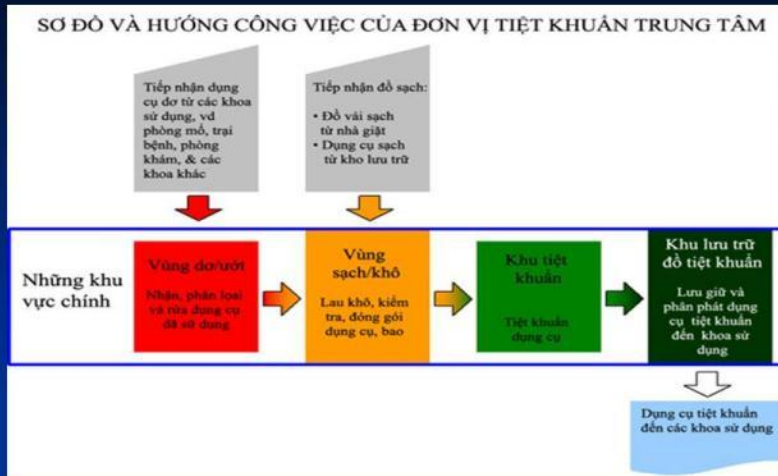 SƠ ĐỒ VÀ HƯỚNG CÔNG VIỆC CỦA ĐƠN VỊ TIỆT KHUẨN TRUNG TÂM
Tiếp nhận dụng
cụ dơ từ các khoa
sử dụng, vd
phòng mổ, trại
bệnh, phòng
khám, & các
khoa khác
Tiếp nhận đồ sạch:
• Đồ vải sạch
từ nhà giặt
• Dụng cụ sạch
từ kho lưu trữ
Những khu
vực chính
Vùng dơ/ướt
Nhận, phân loại
và rửa dụng cụ
đã sử dụng
Vùng
sạch/khô
Lau khô, kiểm
tra, đóng gói
dụng cụ, bao
Khu tiệt
khuẩn
Tiệt khuẩn
dụng cụ
Khu lưu trữ
đồ tiệt khuẩn
Lưu giữ và
phân phát dụng
cụ tiệt khuẩn
đến khoa sử
dụng
Dụng cụ tiệt khuẩn
đến các khoa sử dụng